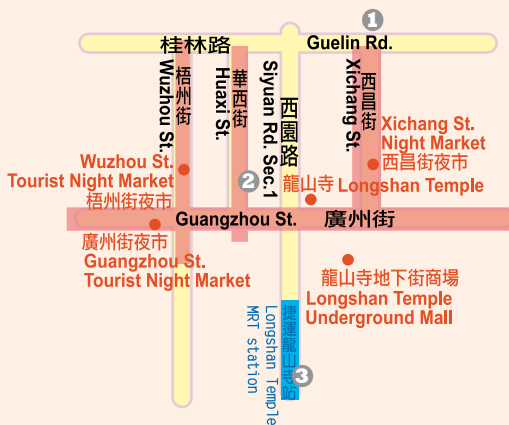 1
桂林路
Guelin Rd.
梧州街
Wuzhou St.
華西街
Huaxi St.
西園路
Siyuan Rd. Sec.1
西昌街
Xichang St.
Xichang St.
Night Market
西昌街夜市
Wuzhou St.
Tourist Night Market
梧州街夜市
2
龍山寺 Longshan Temple
Guangzhou St. 廣州街
廣州街夜市
Guangzhou St.
Tourist Night Market
龍山寺地下街商場
Longshan Temple
Underground Mall
捷運龍山寺站
Longshan Temple
MRT station
3